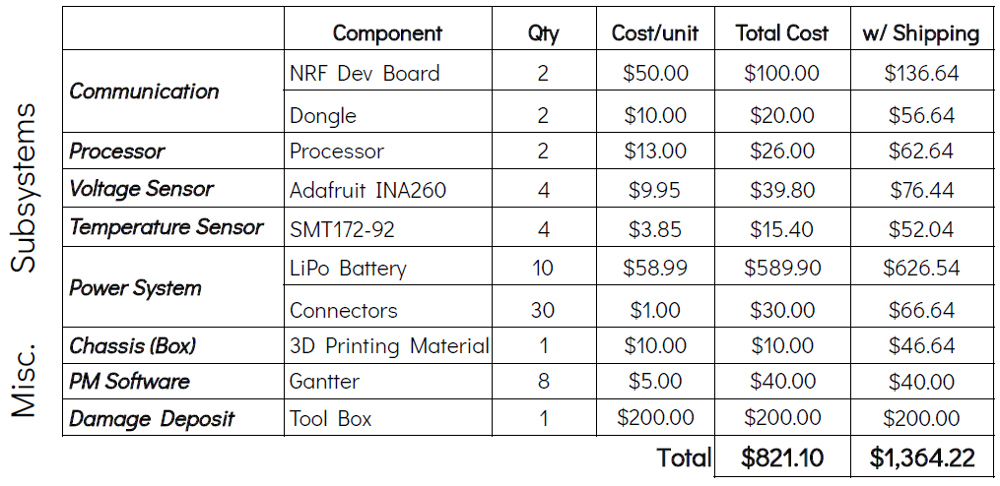 Component Qty Cost/unit Total Cost w/ Shipping
Subsystems
Communication NRF Dev Board 2 $50.00 $100.00 $136.64
Dongle 2 $10.00 $20.00 $56.64
Processor Processor 2 $13.00 $26.00 $62.64
Voltage Sensor Adafruit INA260 4 $9.95 $39.80 $76.44
Temperature Sensor SMT172-92 4 $3.85 $15.40 $52.04
Power System LiPo Battery 10 $58.99 $589.90 $626.54
Connectors 30 $1.00 $30.00 $66.64
Misc.
Chassis (Box) 3D Printing Material 1 $10.00 $10.00 $46.64
PM Software Gantter 8 $5.00 $40.00 $40.00
Damage Deposit Tool Box 1 $200.00 $200.00 $200.00
Total $821.10 $1,364.22